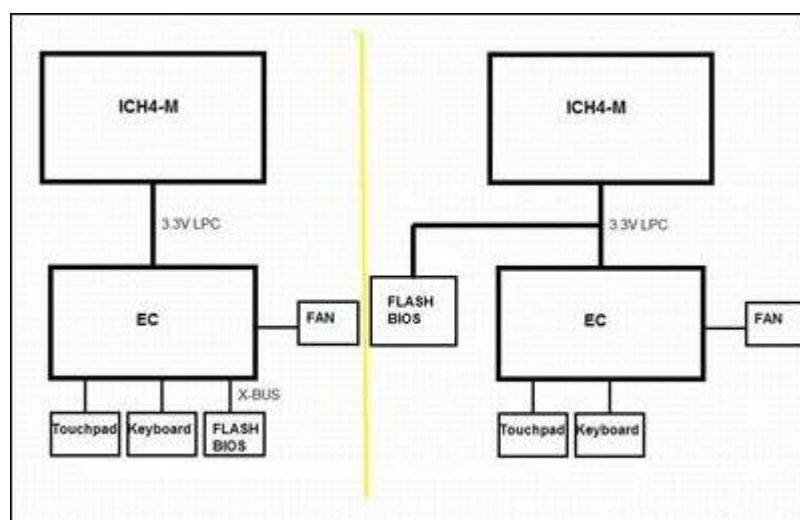 ICH4-M
3.3V LPC
EC
FAN
X-BUS
Touchpad
Keyboard
FLASH
BIOS
ICH4-M
3.3V LPC
FLASH
BIOS
EC
FAN
Touchpad
Keyboard